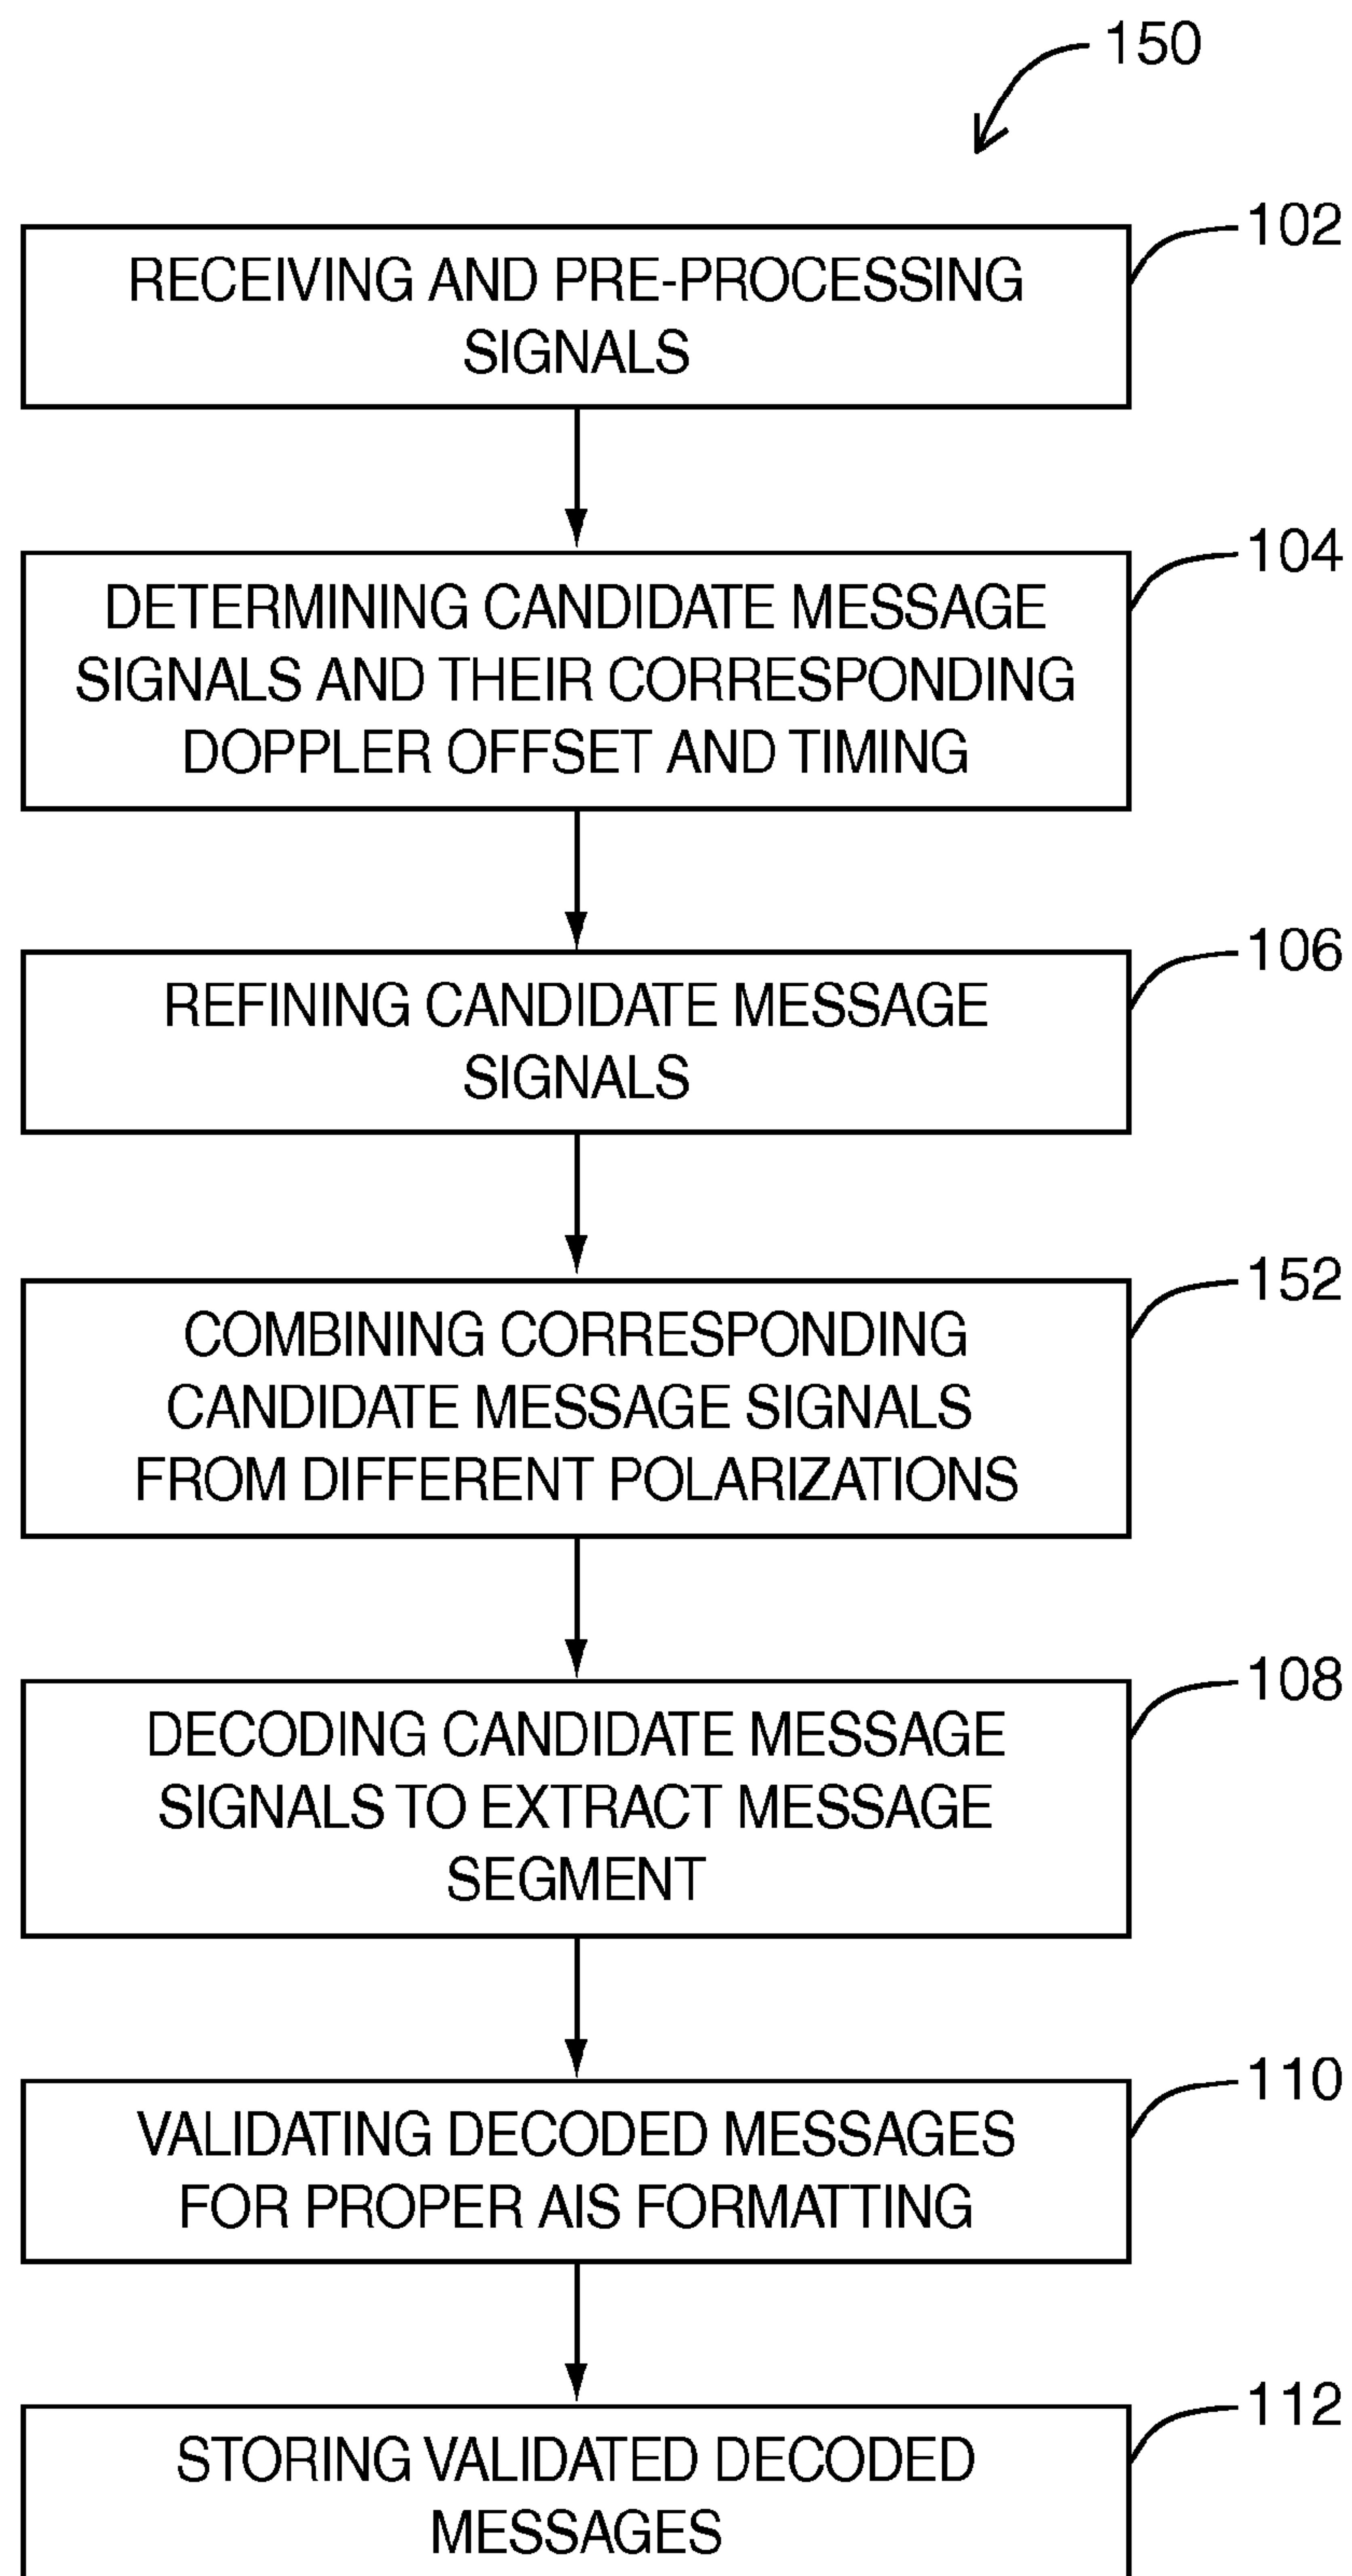 150
102
RECEIVING AND PRE-PROCESSING
SIGNALS
104
DETERMINING CANDIDATE MESSAGE
SIGNALS AND THEIR CORRESPONDING
DOPPLER OFFSET AND TIMING
106
REFINING CANDIDATE MESSAGE
SIGNALS
152
COMBINING CORRESPONDING
CANDIDATE MESSAGE SIGNALS
FROM DIFFERENT POLARIZATIONS
108
DECODING CANDIDATE MESSAGE
SIGNALS TO EXTRACT MESSAGE
SEGMENT
110
VALIDATING DECODED MESSAGES
FOR PROPER AIS FORMATTING
112
STORING VALIDATED DECODED
MESSAGES